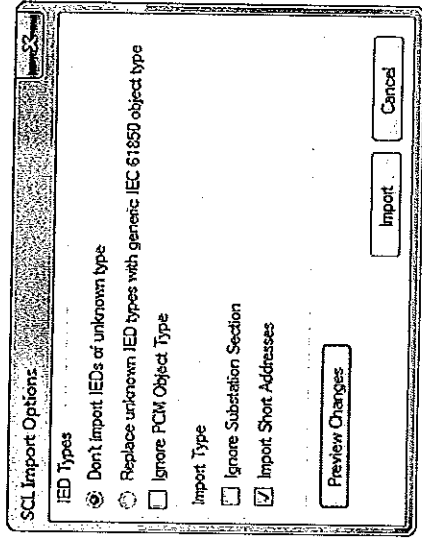 SCL Import Options
IED Types
Don't import IEDs of unknown type
Replace unknown IED types with generic IEC 61850 object type
Ignore PCM Object Type
Import Type
Ignore Substation Section
Import Short Addresses
Preview Changes
Import
Cancel